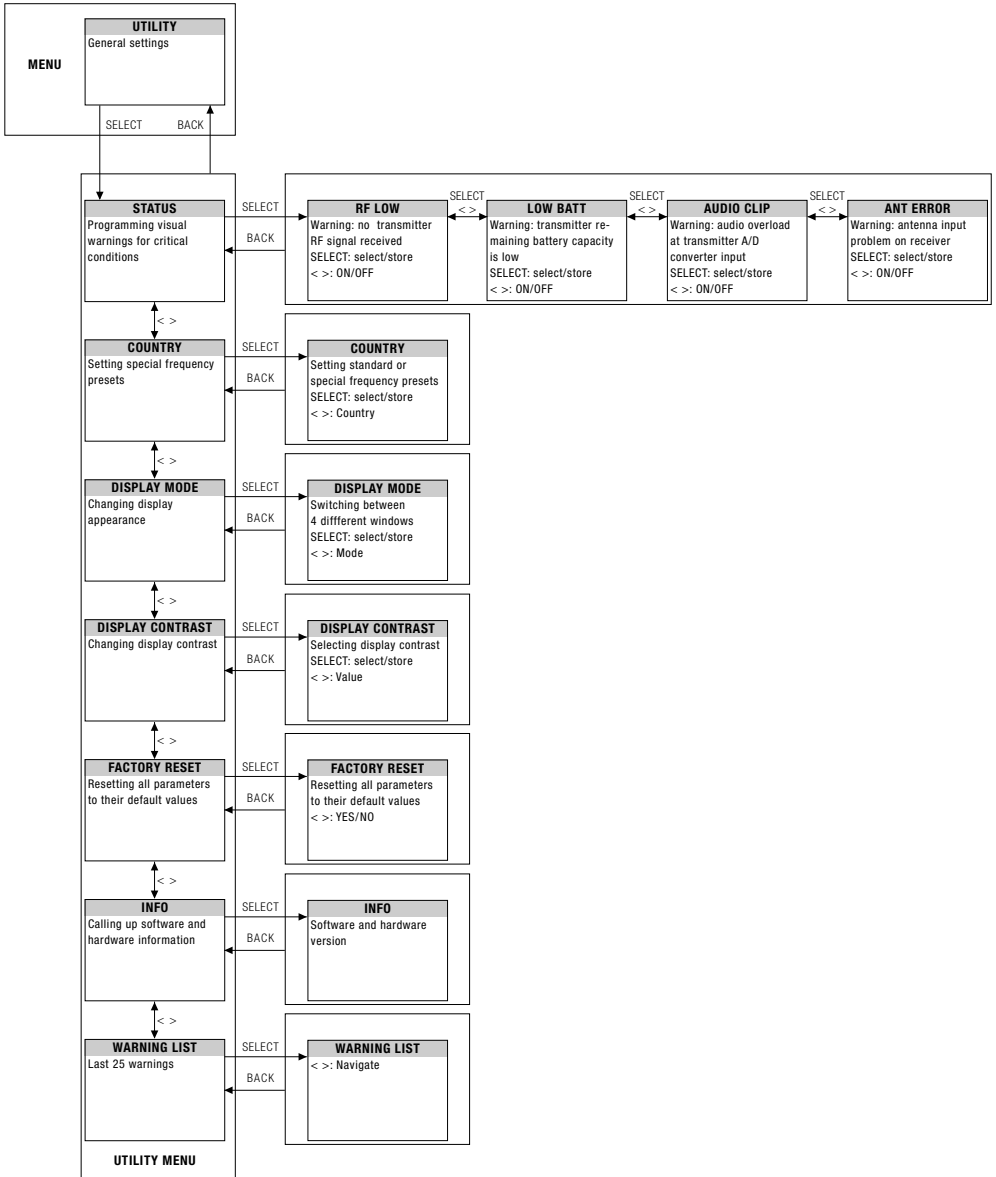 UTILITY
General settings
MENU
SELECT BACK
STATUS
Programming visual
warnings for critical
conditions
SELECT
BACK
RF LOW
Warning: no transmitter
RF signal received
SELECT: select/store
< >: ON/OFF
SELECT
< >
LOW BATT
Warning: transmitter re-
maining battery capacity
is low
SELECT: select/store
< >: ON/OFF
SELECT
< >
AUDIO CLIP
Warning: audio overload
at transmitter A/D
converter input
SELECT: select/store
< >: ON/OFF
SELECT
< >
ANT ERROR
Warning: antenna input
problem on receiver
SELECT: select/store
< >: ON/OFF
< >
COUNTRY
Setting special frequency
presets
SELECT
BACK
COUNTRY
Setting standard or
special frequency presets
SELECT: select/store
< >: Country
< >
DISPLAY MODE
Changing display
appearance
SELECT
BACK
DISPLAY MODE
Switching between
4 diffferent windows
SELECT: select/store
< >: Mode
< >
DISPLAY CONTRAST
Changing display contrast
SELECT
BACK
DISPLAY CONTRAST
Selecting display contrast
SELECT: select/store
< >: Value
< >
FACTORY RESET
Resetting all parameters
to their default values
SELECT
BACK
FACTORY RESET
Resetting all parameters
to their default values
< >: YES/NO
< >
INFO
Calling up software and
hardware information
SELECT
BACK
INFO
Software and hardware
version
< >
WARNING LIST
Last 25 warnings
SELECT
BACK
WARNING LIST
< >: Navigate
UTILITY MENU